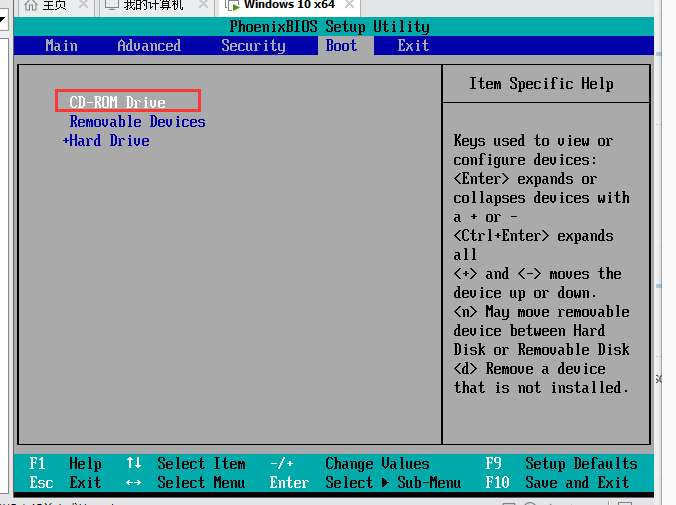 主页 我的计算机 Windows 10 x64
PhoenixBIOS Setup Utility
Main Advanced Security Boot Exit
CD-ROM Drive
Removable Devices
+Hard Drive
Item Specific Help
Keys used to view or
configure devices:
<Enter> expands or
collapses devices with
a + or -
<Ctrl+Enter> expands
all
<+> and <-> moves the
device up or down.
<n> May move removable
device between Hard
Disk or Removable Disk
<d> Remove a device
that is not installed.
F1 Help ↑↓ Select Item -/+ Change Values F9 Setup Defaults
Esc Exit ↔ Select Menu Enter Select ▶ Sub-Menu F10 Save and Exit